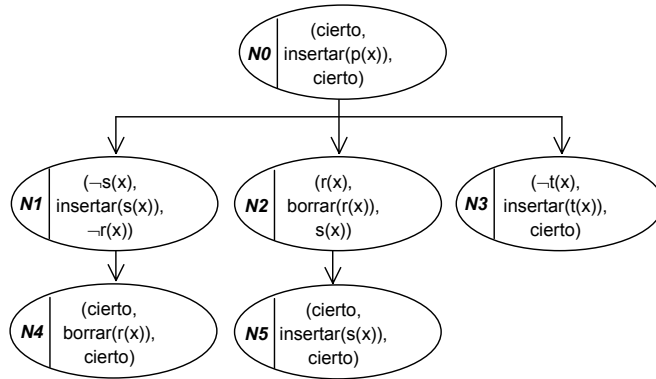 (cierto,
N0 insertar(p(x)),
cierto)
(¬s(x),
N1 insertar(s(x)),
¬r(x))
(r(x),
N2 borrar(r(x)),
s(x))
(¬t(x),
N3 insertar(t(x)),
cierto)
(cierto,
N4 borrar(r(x)),
cierto)
(cierto,
N5 insertar(s(x)),
cierto)